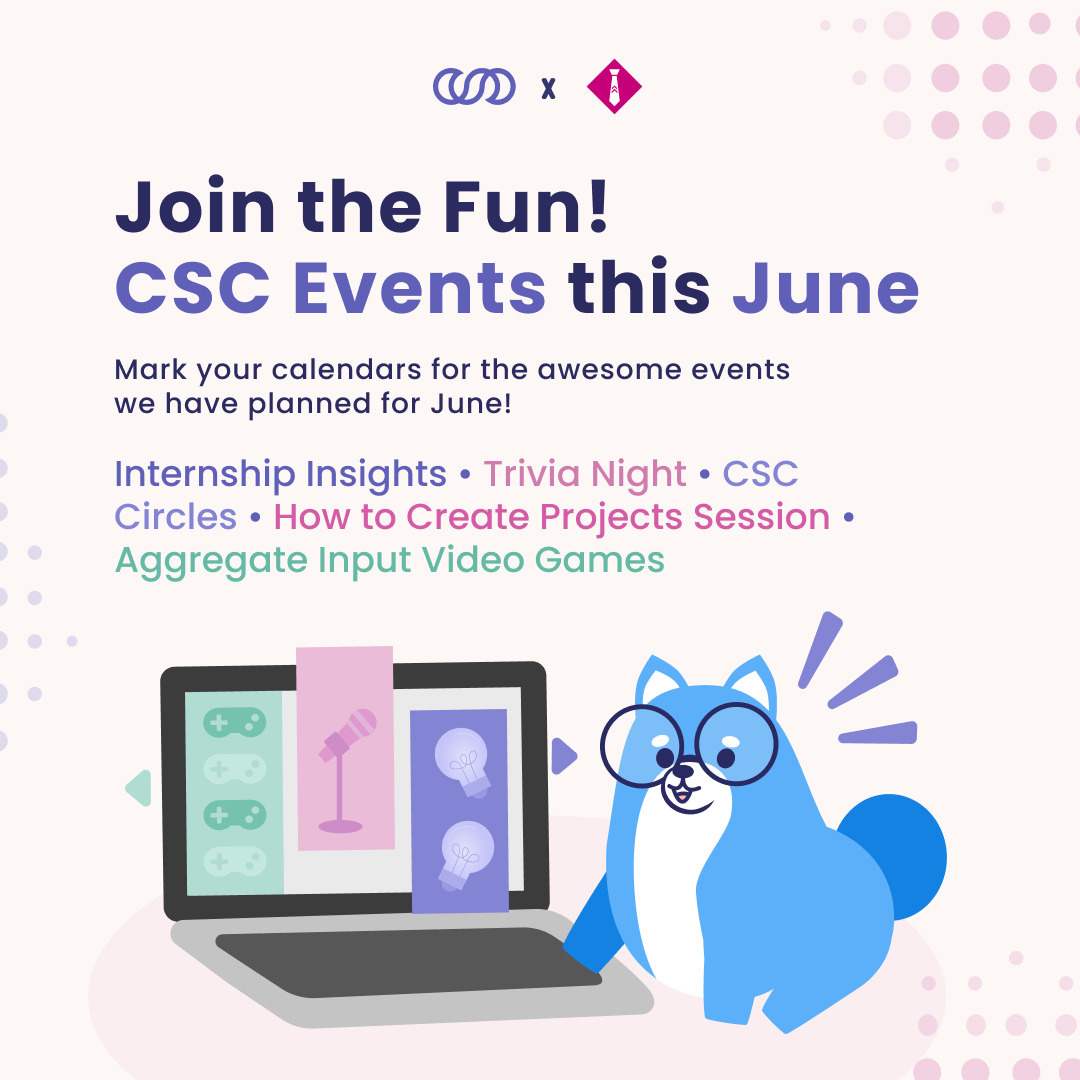 x
Join the Fun!
CSC Events this June
Mark your calendars for the awesome events
we have planned for June!
Internship Insights • Trivia Night • CSC
Circles • How to Create Projects Session •
Aggregate Input Video Games